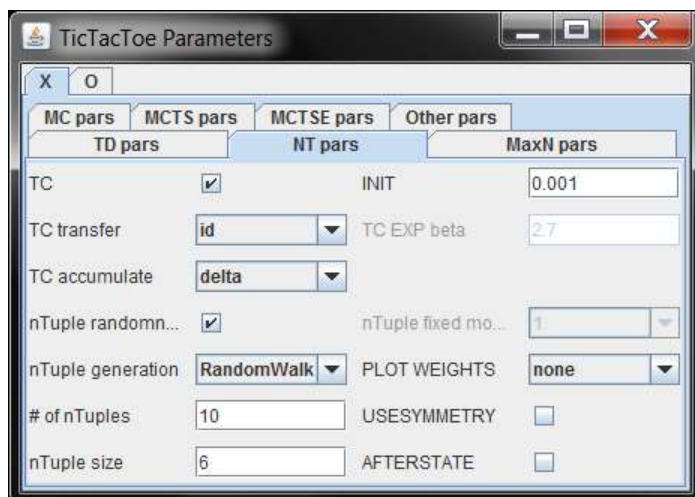 TicTacToe Parameters
X O
MC pars MCTS pars MCTSE pars Other pars
TD pars NT pars MaxN pars
TC INIT 0.001
TC transfer id TC EXP beta 2.7
TC accumulate delta
nTuple randomn... nTuple fixed mo... 1
nTuple generation RandomWalk PLOT WEIGHTS none
# of nTuples 10 USESYMMETRY
nTuple size 6 AFTERSTATE